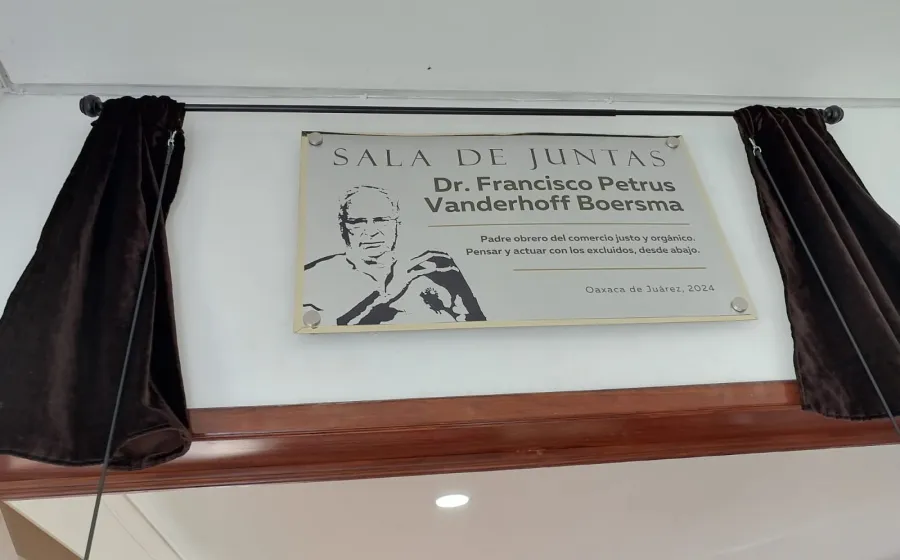 SALA DE JUNTAS
Dr. Francisco Petrus
Vanderhoff Boersma
Padre obrero del comercio justo y orgánico.
Pensar y actuar con los excluidos, desde abajo.
Oaxaca de Juárez, 2024